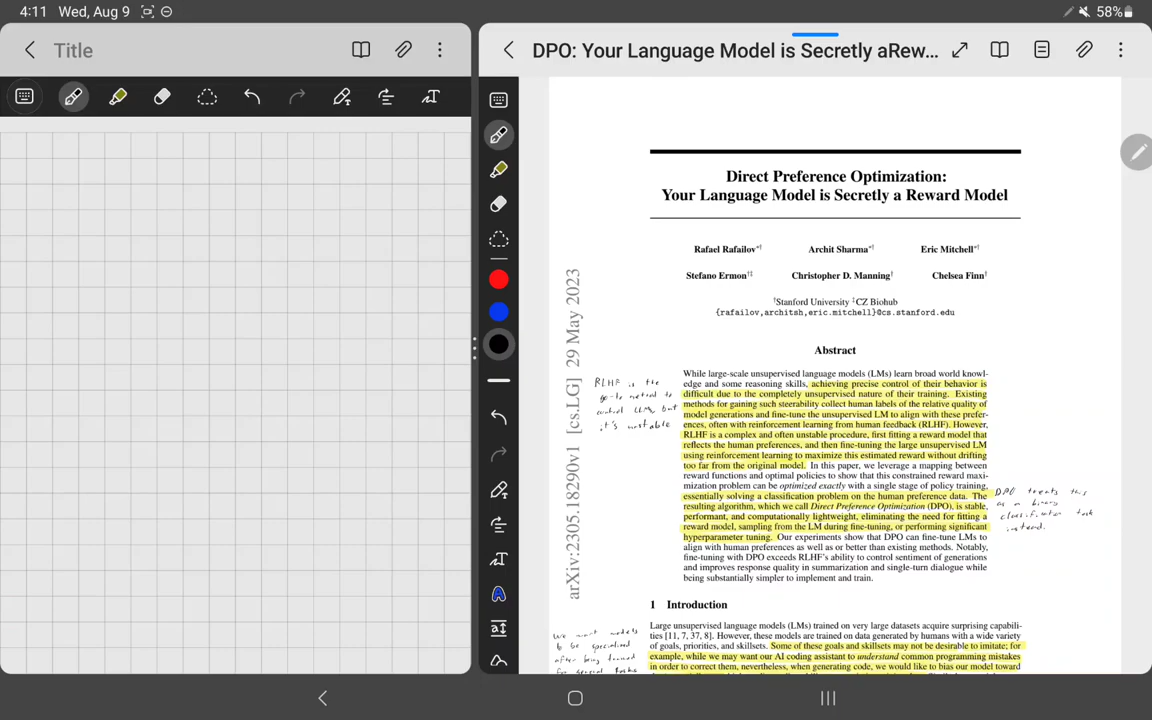 4:11 Wed, Aug 9
58%
Title
DPO: Your Language Model is Secretly aRew...
Direct Preference Optimization:
Your Language Model is Secretly a Reward Model
Rafael Rafailov*† Archit Sharma*† Eric Mitchell*†
Stefano Ermon†‡ Christopher D. Manning† Chelsea Finn†
†Stanford University ‡CZ Biohub
{rafailov,architsh,eric.mitchell}@cs.stanford.edu
arXiv:2305.18290v1 [cs.LG] 29 May 2023
Abstract
While large-scale unsupervised language models (LMs) learn broad world knowl-
edge and some reasoning skills, achieving precise control of their behavior is
difficult due to the completely unsupervised nature of their training. Existing
methods for gaining such steerability collect human labels of the relative quality of
model generations and fine-tune the unsupervised LM to align with these prefer-
ences, often with reinforcement learning from human feedback (RLHF). However,
RLHF is a complex and often unstable procedure, first fitting a reward model that
reflects the human preferences, and then fine-tuning the large unsupervised LM
using reinforcement learning to maximize this estimated reward without drifting
too far from the original model. In this paper, we leverage a mapping between
reward functions and optimal policies to show that this constrained reward maxi-
mization problem can be optimized exactly with a single stage of policy training,
essentially solving a classification problem on the human preference data. The
resulting algorithm, which we call Direct Preference Optimization (DPO), is stable,
performant, and computationally lightweight, eliminating the need for fitting a
reward model, sampling from the LM during fine-tuning, or performing significant
hyperparameter tuning. Our experiments show that DPO can fine-tune LMs to
align with human preferences as well as or better than existing methods. Notably,
fine-tuning with DPO exceeds RLHF's ability to control sentiment of generations
and improves response quality in summarization and single-turn dialogue while
being substantially simpler to implement and train.
RLHF is the
go-to method to
control LLMs, but
it's unstable
DPO treats this
as a binary
classification task
instead.
1 Introduction
Large unsupervised language models (LMs) trained on very large datasets acquire surprising capabili-
ties [11, 7, 37, 8]. However, these models are trained on data generated by humans with a wide variety
of goals, priorities, and skillsets. Some of these goals and skillsets may not be desirable to imitate; for
example, while we may want our AI coding assistant to understand common programming mistakes
in order to correct them, nevertheless, when generating code, we would like to bias our model toward
We want models
to be specialized
after being trained
for general tasks